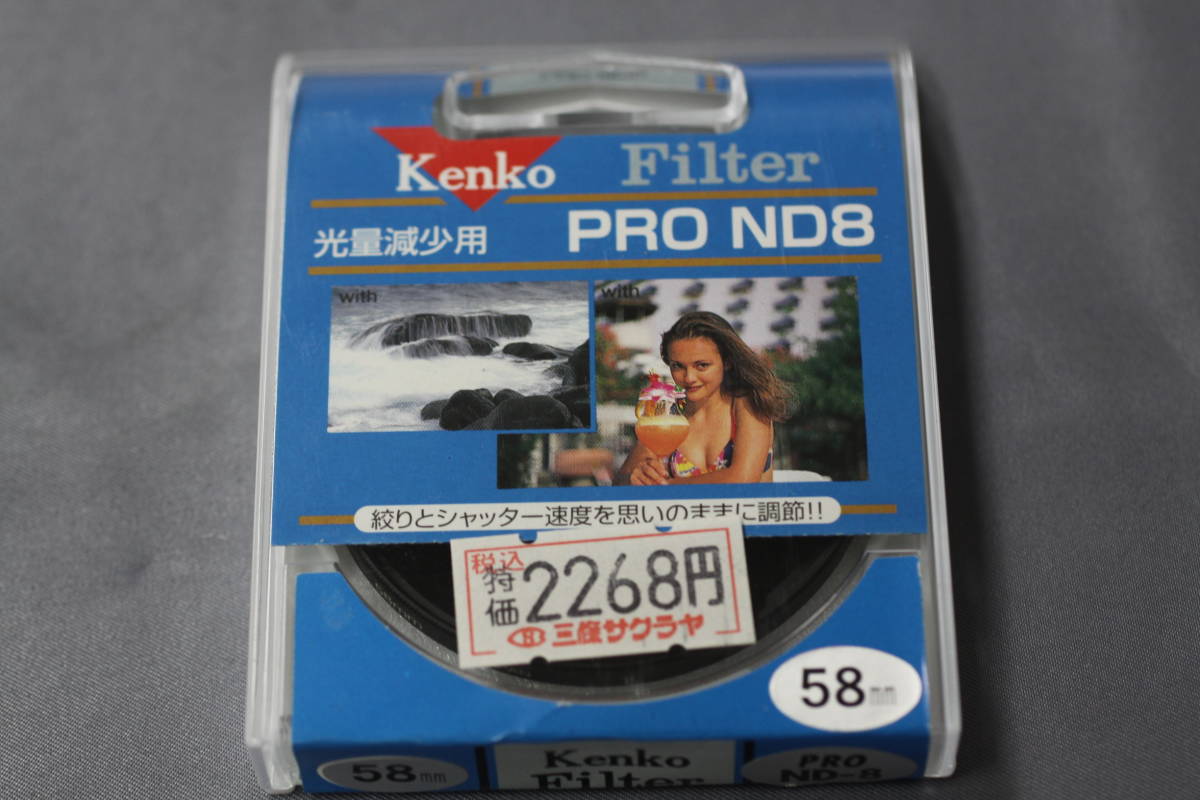 Kenko Filter
光量減少用 PRO ND8
with with
絞りとシャッター速度を思いのままに調節!!
税込
特価 2268円
三條サクラヤ
58mm
58mm Kenko Filter PRO ND-8